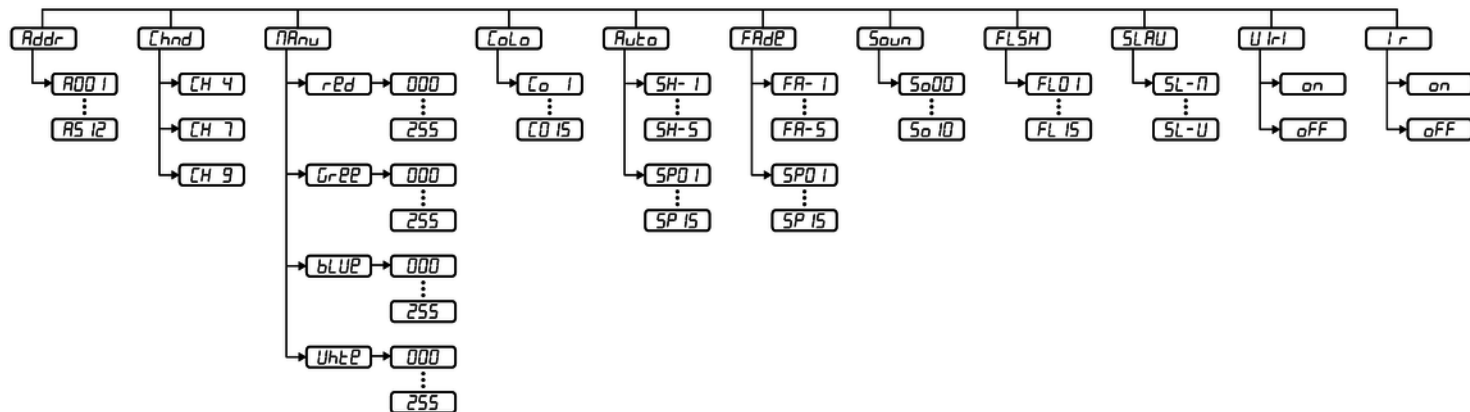 Addr Chnd MAnu CoLo Auto FAde Soun FLSH SLAU UIrI Ir
A001 CH 4 red 000 Co 1 SH-1 FA-1 So00 FL01 SL-M on on
A512 CH 7 255 CO15 SH-5 FA-5 So10 FL15 SL-U oFF oFF
CH 9 Gree 000 SP01 SP01
255 SP15 SP15
bLUe 000
255
Uhte 000
255